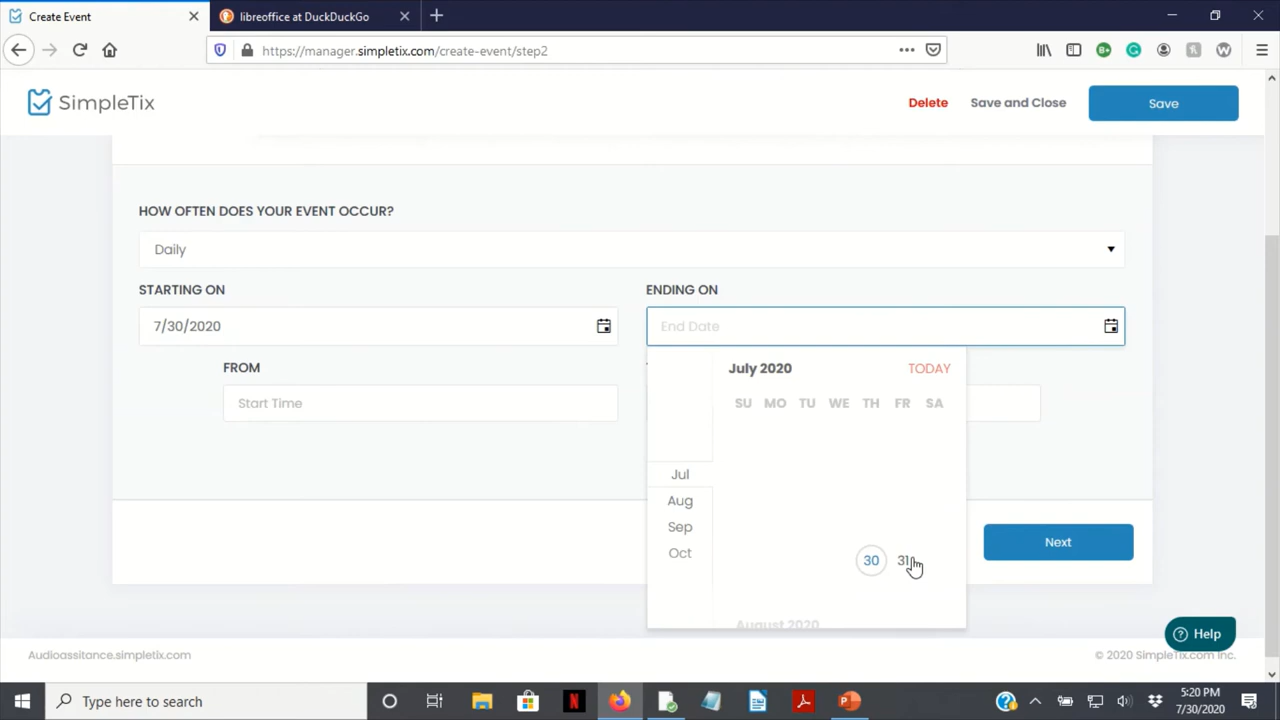 Create Event
libreoffice at DuckDuckGo
https://manager.simpletix.com/create-event/step2
SimpleTix
Delete
Save and Close
Save
HOW OFTEN DOES YOUR EVENT OCCUR?
Daily
STARTING ON
ENDING ON
7/30/2020
End Date
FROM
Start Time
July 2020
TODAY
SU MO TU WE TH FR SA
Jul
Aug
Sep
Oct
30 31
August 2020
Next
Help
Audioassitance.simpletix.com
© 2020 SimpleTix.com Inc.
Type here to search
5:20 PM
7/30/2020